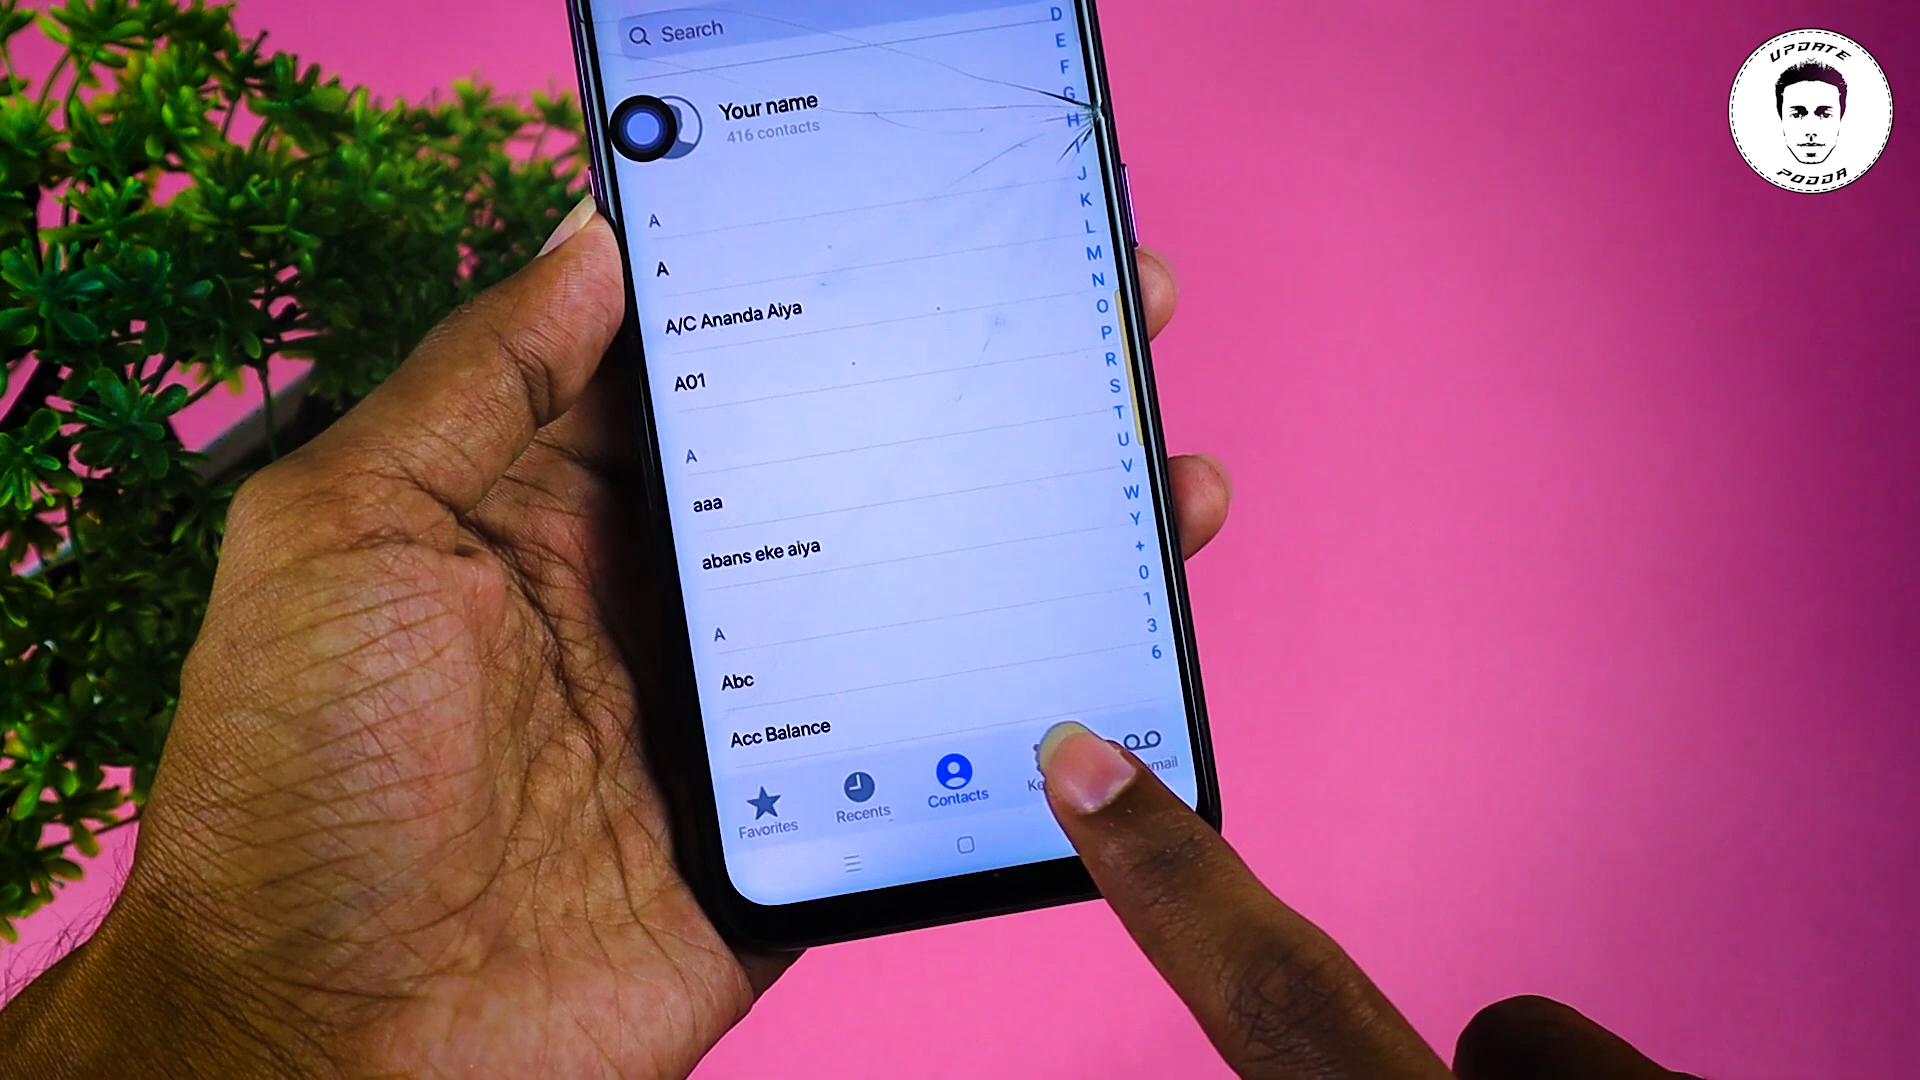 UPDATE
PODDA
Search
Your name
416 contacts
A
A
A/C Ananda Aiya
A01
A
aaa
abans eke aiya
A
Abc
Acc Balance
D
E
F
G
H
I
J
K
L
M
N
O
P
R
S
T
U
V
W
Y
+
0
1
3
6
Favorites
Recents
Contacts